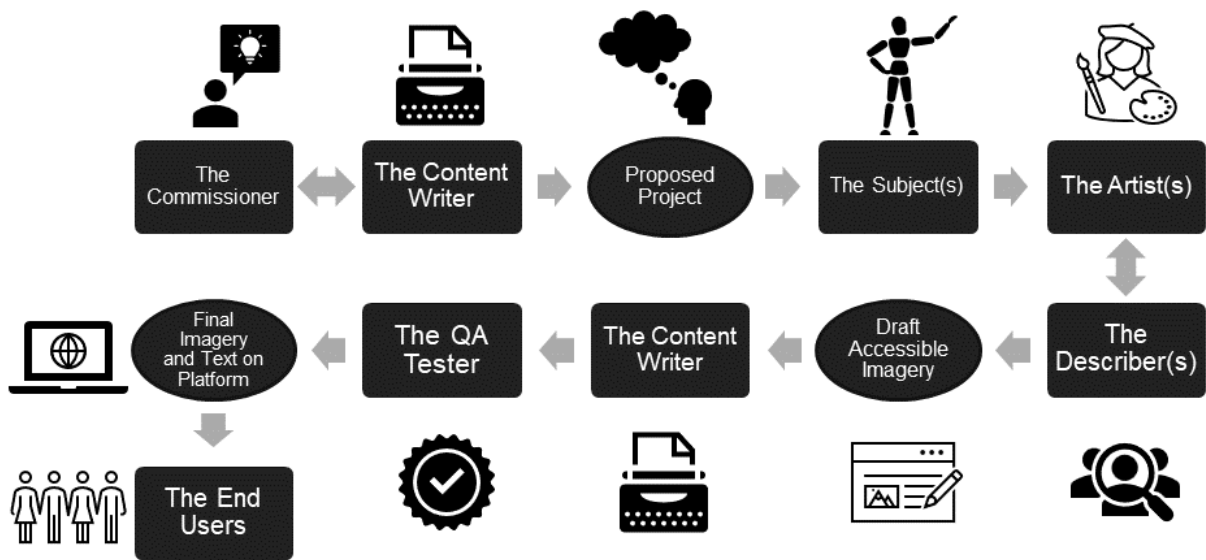 The
Commissioner
The Content
Writer
Proposed
Project
The Subject(s)
The Artist(s)
The
Describer(s)
Draft
Accessible
Imagery
The Content
Writer
The QA
Tester
Final
Imagery
and Text on
Platform
The End
Users